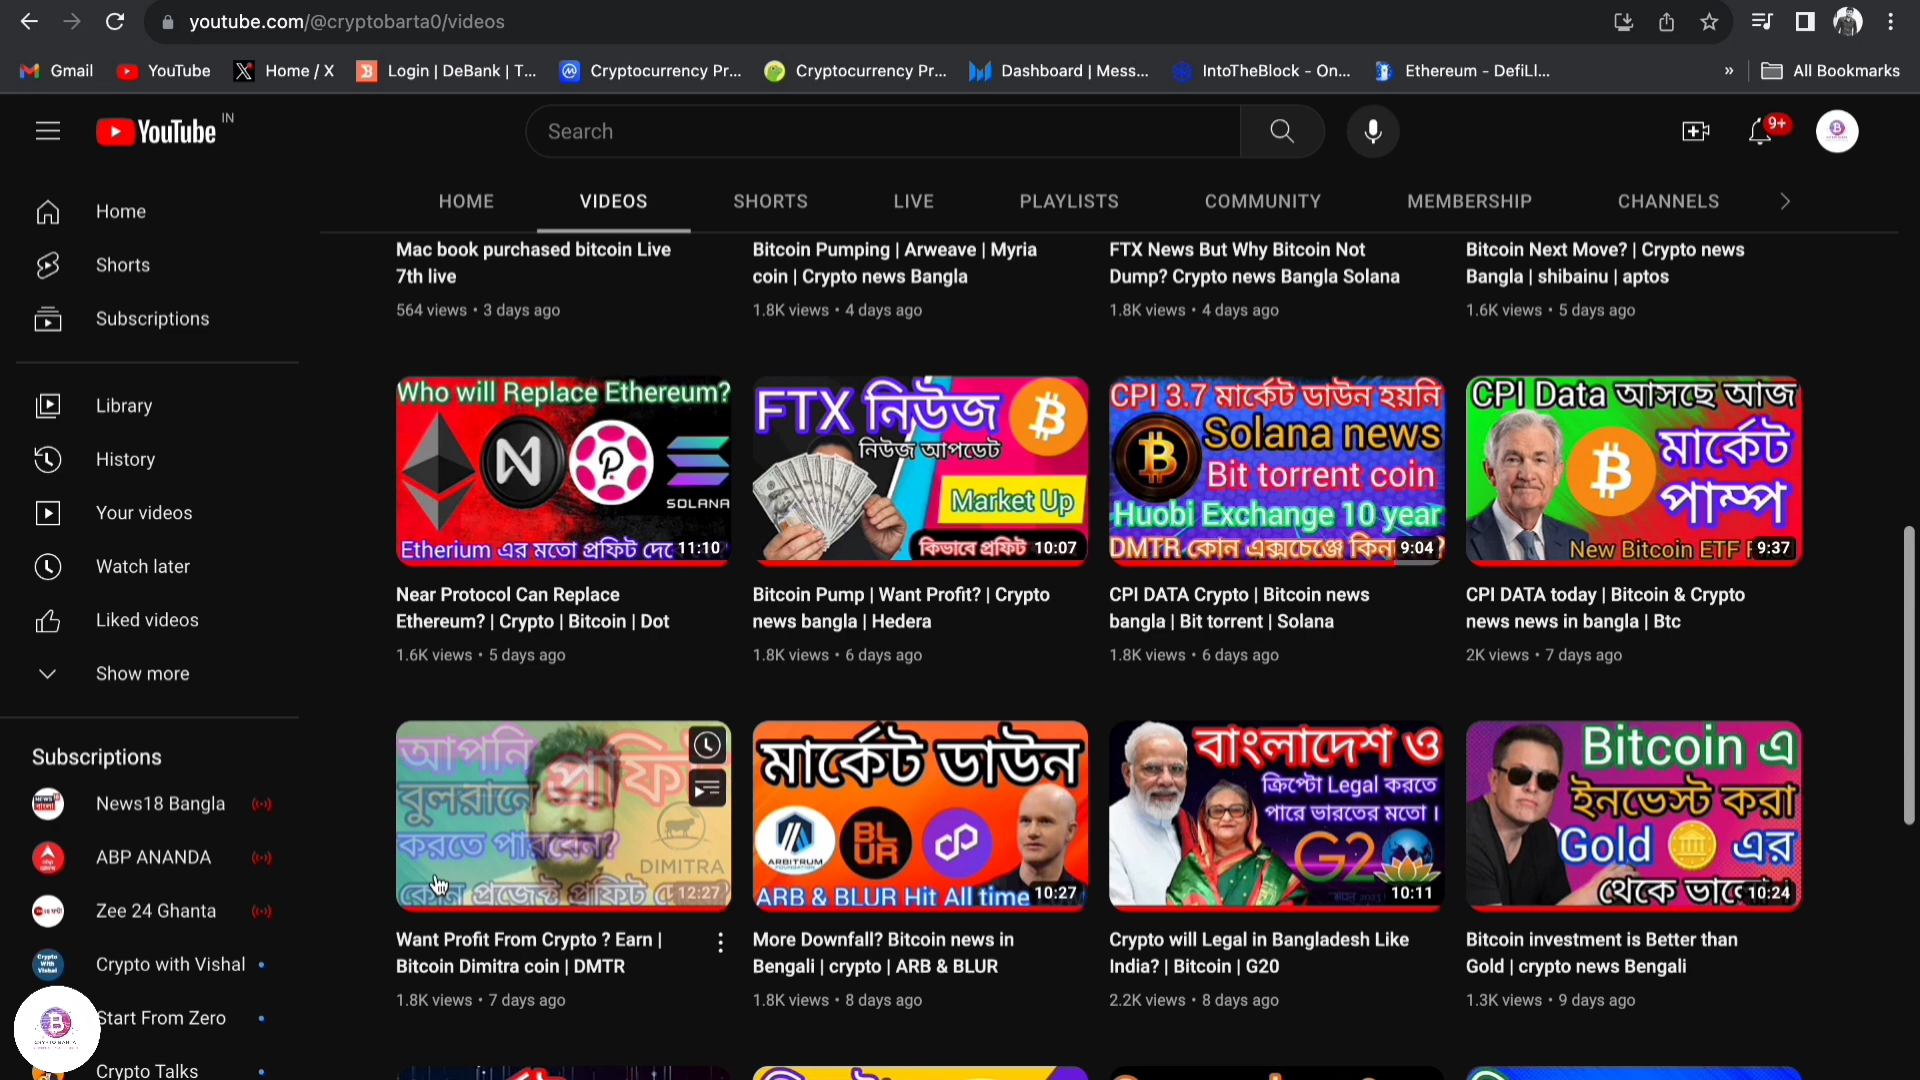 youtube.com/@cryptobarta0/videos
Gmail
YouTube
Home / X
Login | DeBank | T...
Cryptocurrency Pr...
Cryptocurrency Pr...
Dashboard | Mess...
IntoTheBlock - On...
Ethereum - DefiLl...
»
All Bookmarks
YouTube IN
Search
9+
HOME
VIDEOS
SHORTS
LIVE
PLAYLISTS
COMMUNITY
MEMBERSHIP
CHANNELS
Home
Shorts
Subscriptions
Library
History
Your videos
Watch later
Liked videos
Show more
Subscriptions
News18 Bangla
ABP ANANDA
Zee 24 Ghanta
Crypto with Vishal
Start From Zero
Crypto Talks
Mac book purchased bitcoin Live
7th live
564 views • 3 days ago
Bitcoin Pumping | Arweave | Myria
coin | Crypto news Bangla
1.8K views • 4 days ago
FTX News But Why Bitcoin Not
Dump? Crypto news Bangla Solana
1.8K views • 4 days ago
Bitcoin Next Move? | Crypto news
Bangla | shibainu | aptos
1.6K views • 5 days ago
Who will Replace Ethereum?
SOLANA
Etherium এর মতো প্রফিট দে
11:10
Near Protocol Can Replace
Ethereum? | Crypto | Bitcoin | Dot
1.6K views • 5 days ago
FTX নিউজ
নিউজ আপডেট
Market Up
কিভাবে প্রফিট
10:07
Bitcoin Pump | Want Profit? | Crypto
news bangla | Hedera
1.8K views • 6 days ago
CPI 3.7 মার্কেট ডাউন হয়নি
Solana news
Bit torrent coin
Huobi Exchange 10 year
DMTR কোন এক্সচেঞ্জে কিন ?
9:04
CPI DATA Crypto | Bitcoin news
bangla | Bit torrent | Solana
1.8K views • 6 days ago
CPI Data আসছে আজ
মার্কেট
পাম্প
New Bitcoin ETF
9:37
CPI DATA today | Bitcoin & Crypto
news news in bangla | Btc
2K views • 7 days ago
আপনি প্রফিট
বুলরানে
করতে পারবেন?
DIMITRA
কোন প্রজেক্ট প্রফিট
12:27
Want Profit From Crypto ? Earn |
Bitcoin Dimitra coin | DMTR
1.8K views • 7 days ago
মার্কেট ডাউন
ARBITRUM
FOUNDATION
BL
UR
ARB & BLUR Hit All time
10:27
More Downfall? Bitcoin news in
Bengali | crypto | ARB & BLUR
1.8K views • 8 days ago
বাংলাদেশ ও
ক্রিপ্টো Legal করতে
পারে ভারতের মতো।
G20
10:11
Crypto will Legal in Bangladesh Like
India? | Bitcoin | G20
2.2K views • 8 days ago
Bitcoin এ
ইনভেস্ট করা
Gold এর
থেকে ভালো
10:24
Bitcoin investment is Better than
Gold | crypto news Bengali
1.3K views • 9 days ago